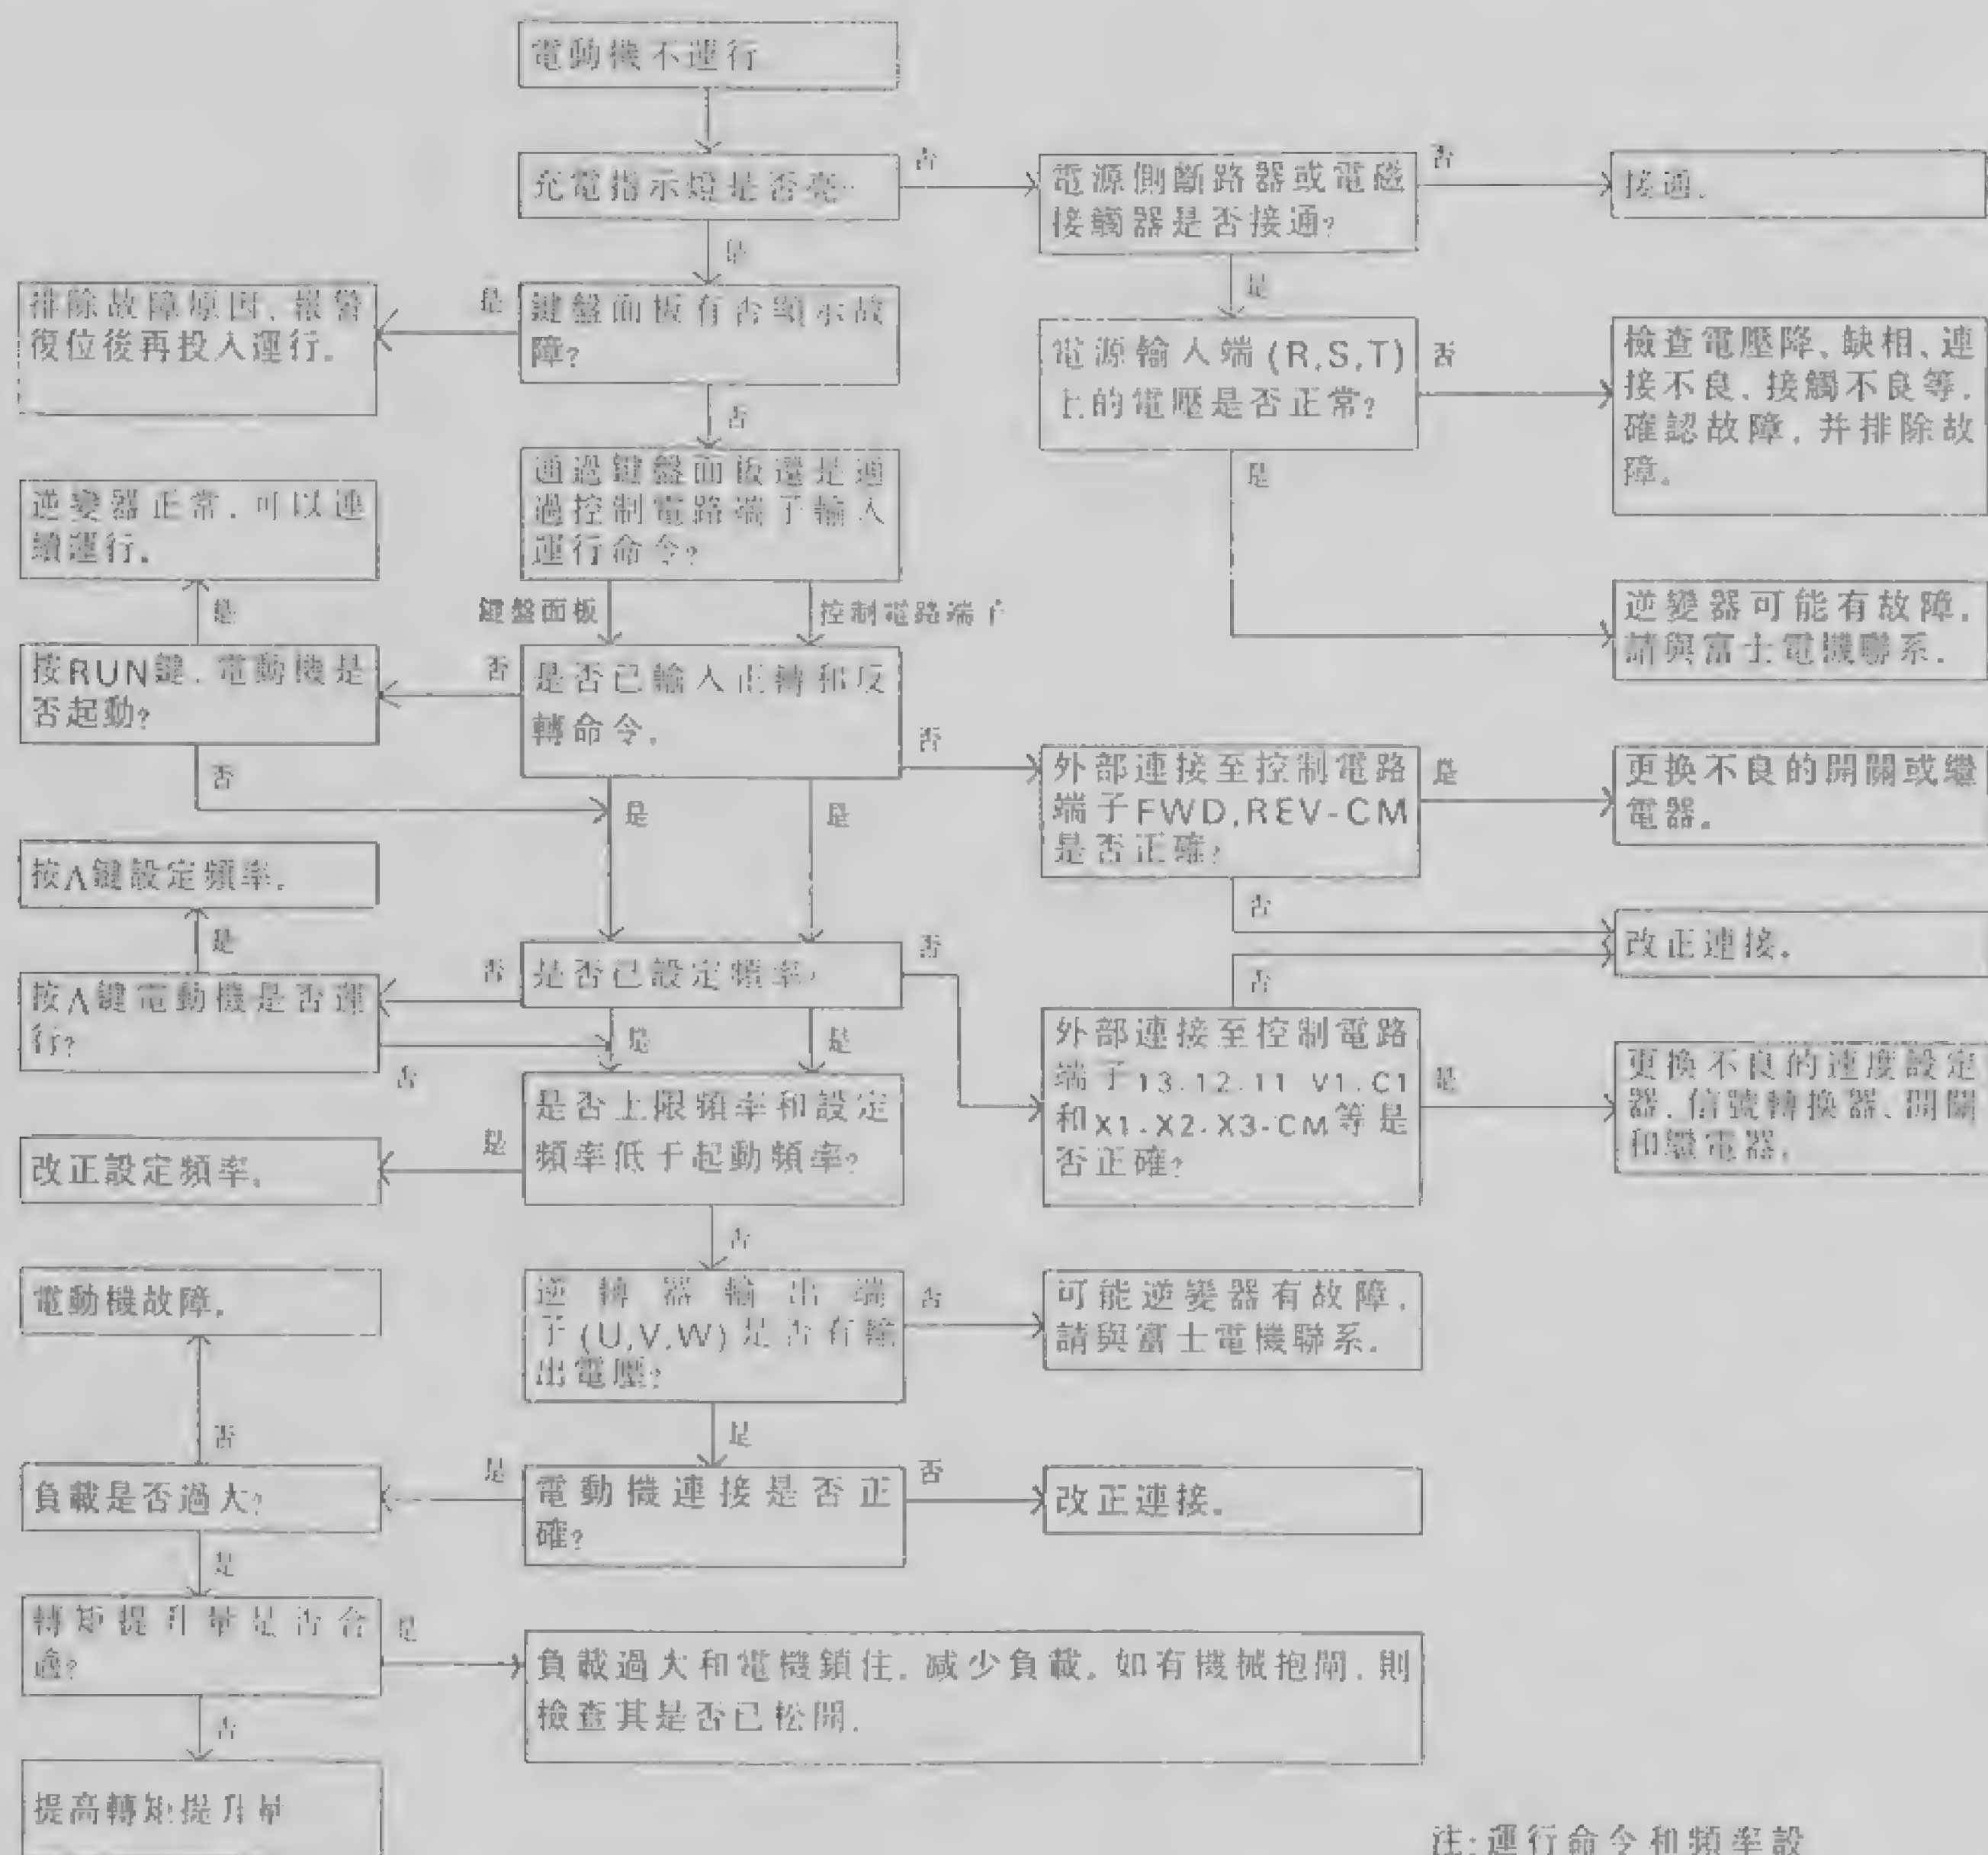 電動機不運行
充電指示燈是否亮
否
電源側斷路器或電磁
接觸器是否接通?
否
接通.
是
是
排除故障原因、報警
復位後再投入運行.
是
鍵盤面板有否顯示故
障?
電源輸入端(R,S,T)
上的電壓是否正常?
否
檢查電壓降、缺相、連
接不良、接觸不良等,
確認故障,并排除故
障。
否
是
逆變器正常,可以連
續運行.
通過鍵盤面板還是通
過控制電路端子輸入
運行命令?
是
鍵盤面板
控制電路端子
逆變器可能有故障,
請與富士電機聯系.
按RUN鍵,電動機是
否起動?
否
是否已輸入正轉和反
轉命令.
否
外部連接至控制電路
端子FWD,REV-CM
是否正確?
是
更换不良的開關或繼
電器.
否
是
是
按∧鍵設定頻率.
否
改正連接.
是
否
是否已設定頻率
否
否
按∧鍵電動機是否運
行?
是
是
否
外部連接至控制電路
端子13.12.11 V1.C1
和X1.X2.X3-CM等是
否正確?
是
更換不良的速度設定
器、信號轉換器、開關
和繼電器.
是否上限頻率和設定
頻率低于起動頻率?
是
改正設定頻率.
否
電動機故障.
逆轉器輸出端
子(U,V,W)是否有輸
出電壓?
否
可能逆變器有故障,
請與富士電機聯系.
否
是
負載是否過大?
是
電動機連接是否正
確?
否
改正連接.
是
轉矩提升量是否合
適?
是
負載過大和電機鎖住.减少負載.如有機械抱閘,則
檢查其是否已松開.
否
提高轉矩提升量
注:運行命令和頻率設